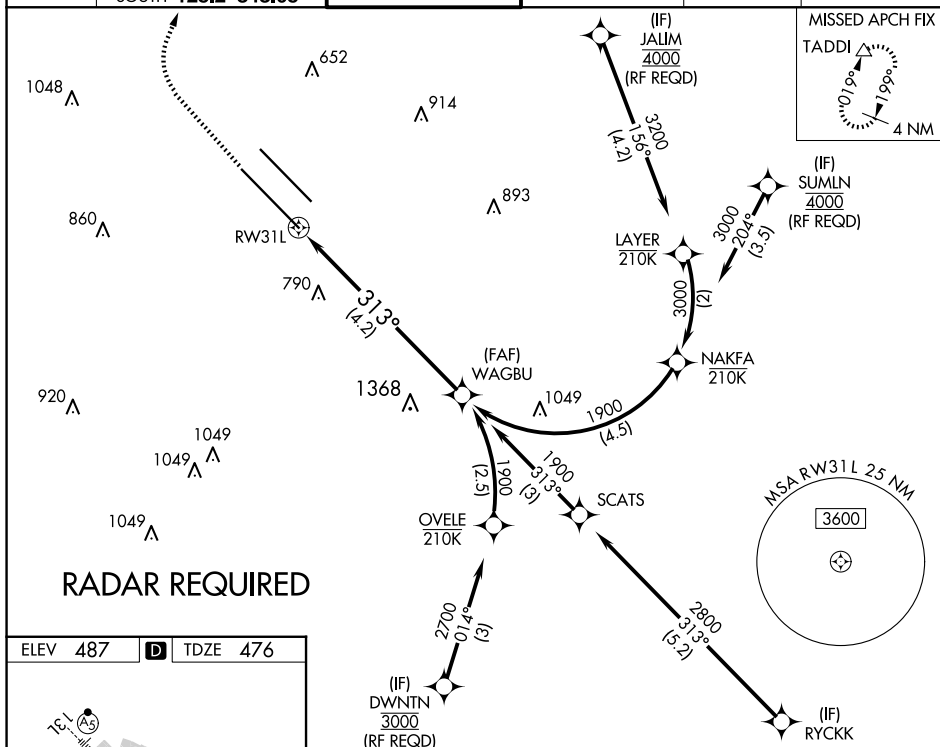 MISSED APCH FIX
TADDI
019°
199°
4 NM
(IF)
JALIM
4000
(RF REQD)
652
1048
914
3200
156°
(4.2)
(IF)
SUMLN
4000
(RF REQD)
893
860
RW31L
3000
204°
(3.5)
LAYER
210K
790
3000
(2)
313°
(4.2)
NAKFA
210K
(FAF)
WAGBU
1368
1049
920
1900
(4.5)
1049
1049
1900
(2.5)
1900
313°
(3)
SCATS
MSA RW31L 25 NM
3600
OVELE
210K
1049
RADAR REQUIRED
2700
014°
(3)
2800
313°
(5.2)
ELEV 487
D
TDZE 476
(IF)
DWNTN
3000
(RF REQD)
(IF)
RYCKK
13L
A5